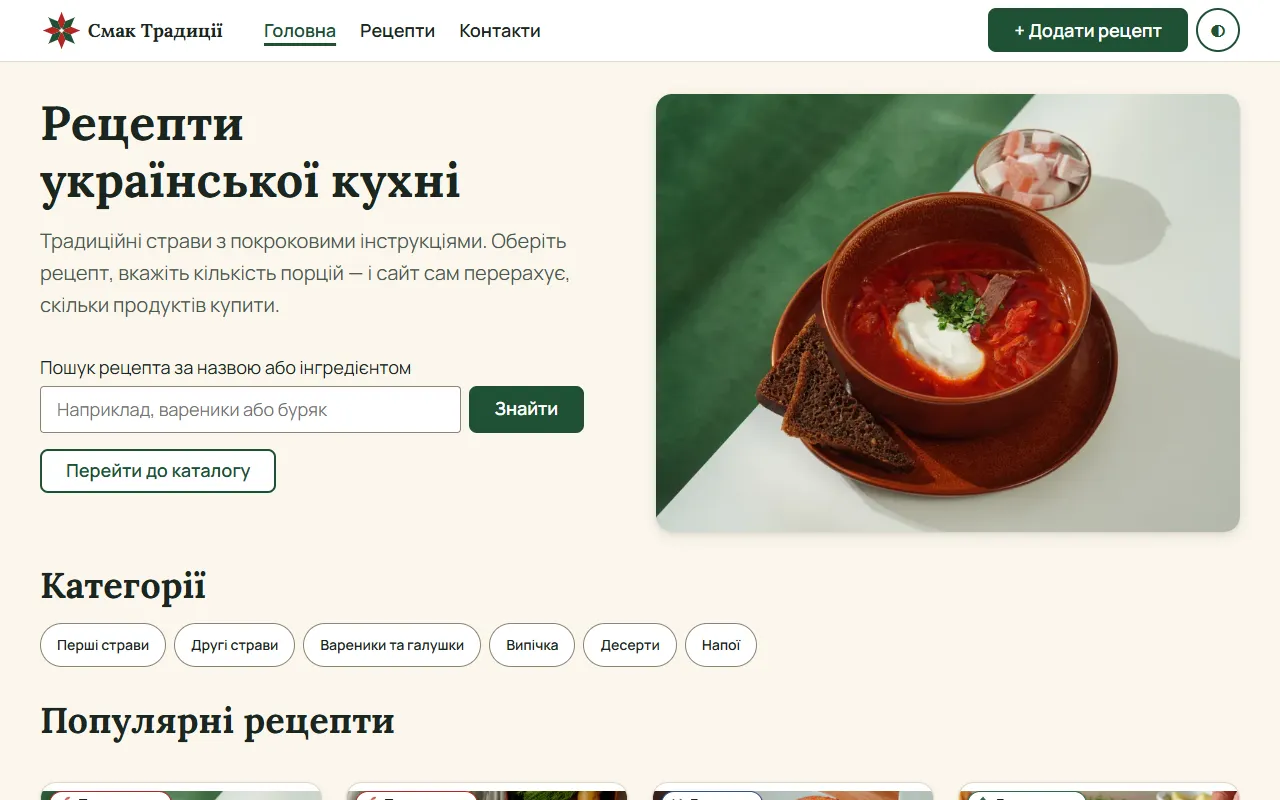 Смак Традиції
Головна
Рецепти
Контакти
+ Додати рецепт
Рецепти
української кухні
Традиційні страви з покроковими інструкціями. Оберіть
рецепт, вкажіть кількість порцій — і сайт сам перерахує,
скільки продуктів купити.
Пошук рецепта за назвою або інгредієнтом
Наприклад, вареники або буряк
Знайти
Перейти до каталогу
Категорії
Перші страви
Другі страви
Вареники та галушки
Випічка
Десерти
Напої
Популярні рецепти